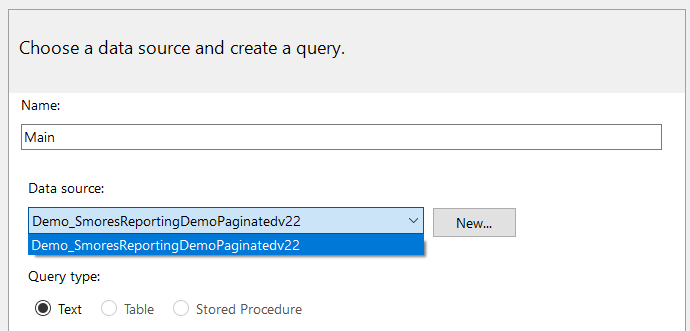 Choose a data source and create a query.
Name:
Main
Data source:
Demo_SmoresReportingDemoPaginatedv22
New...
Demo_SmoresReportingDemoPaginatedv22
Query type:
Text Table Stored Procedure